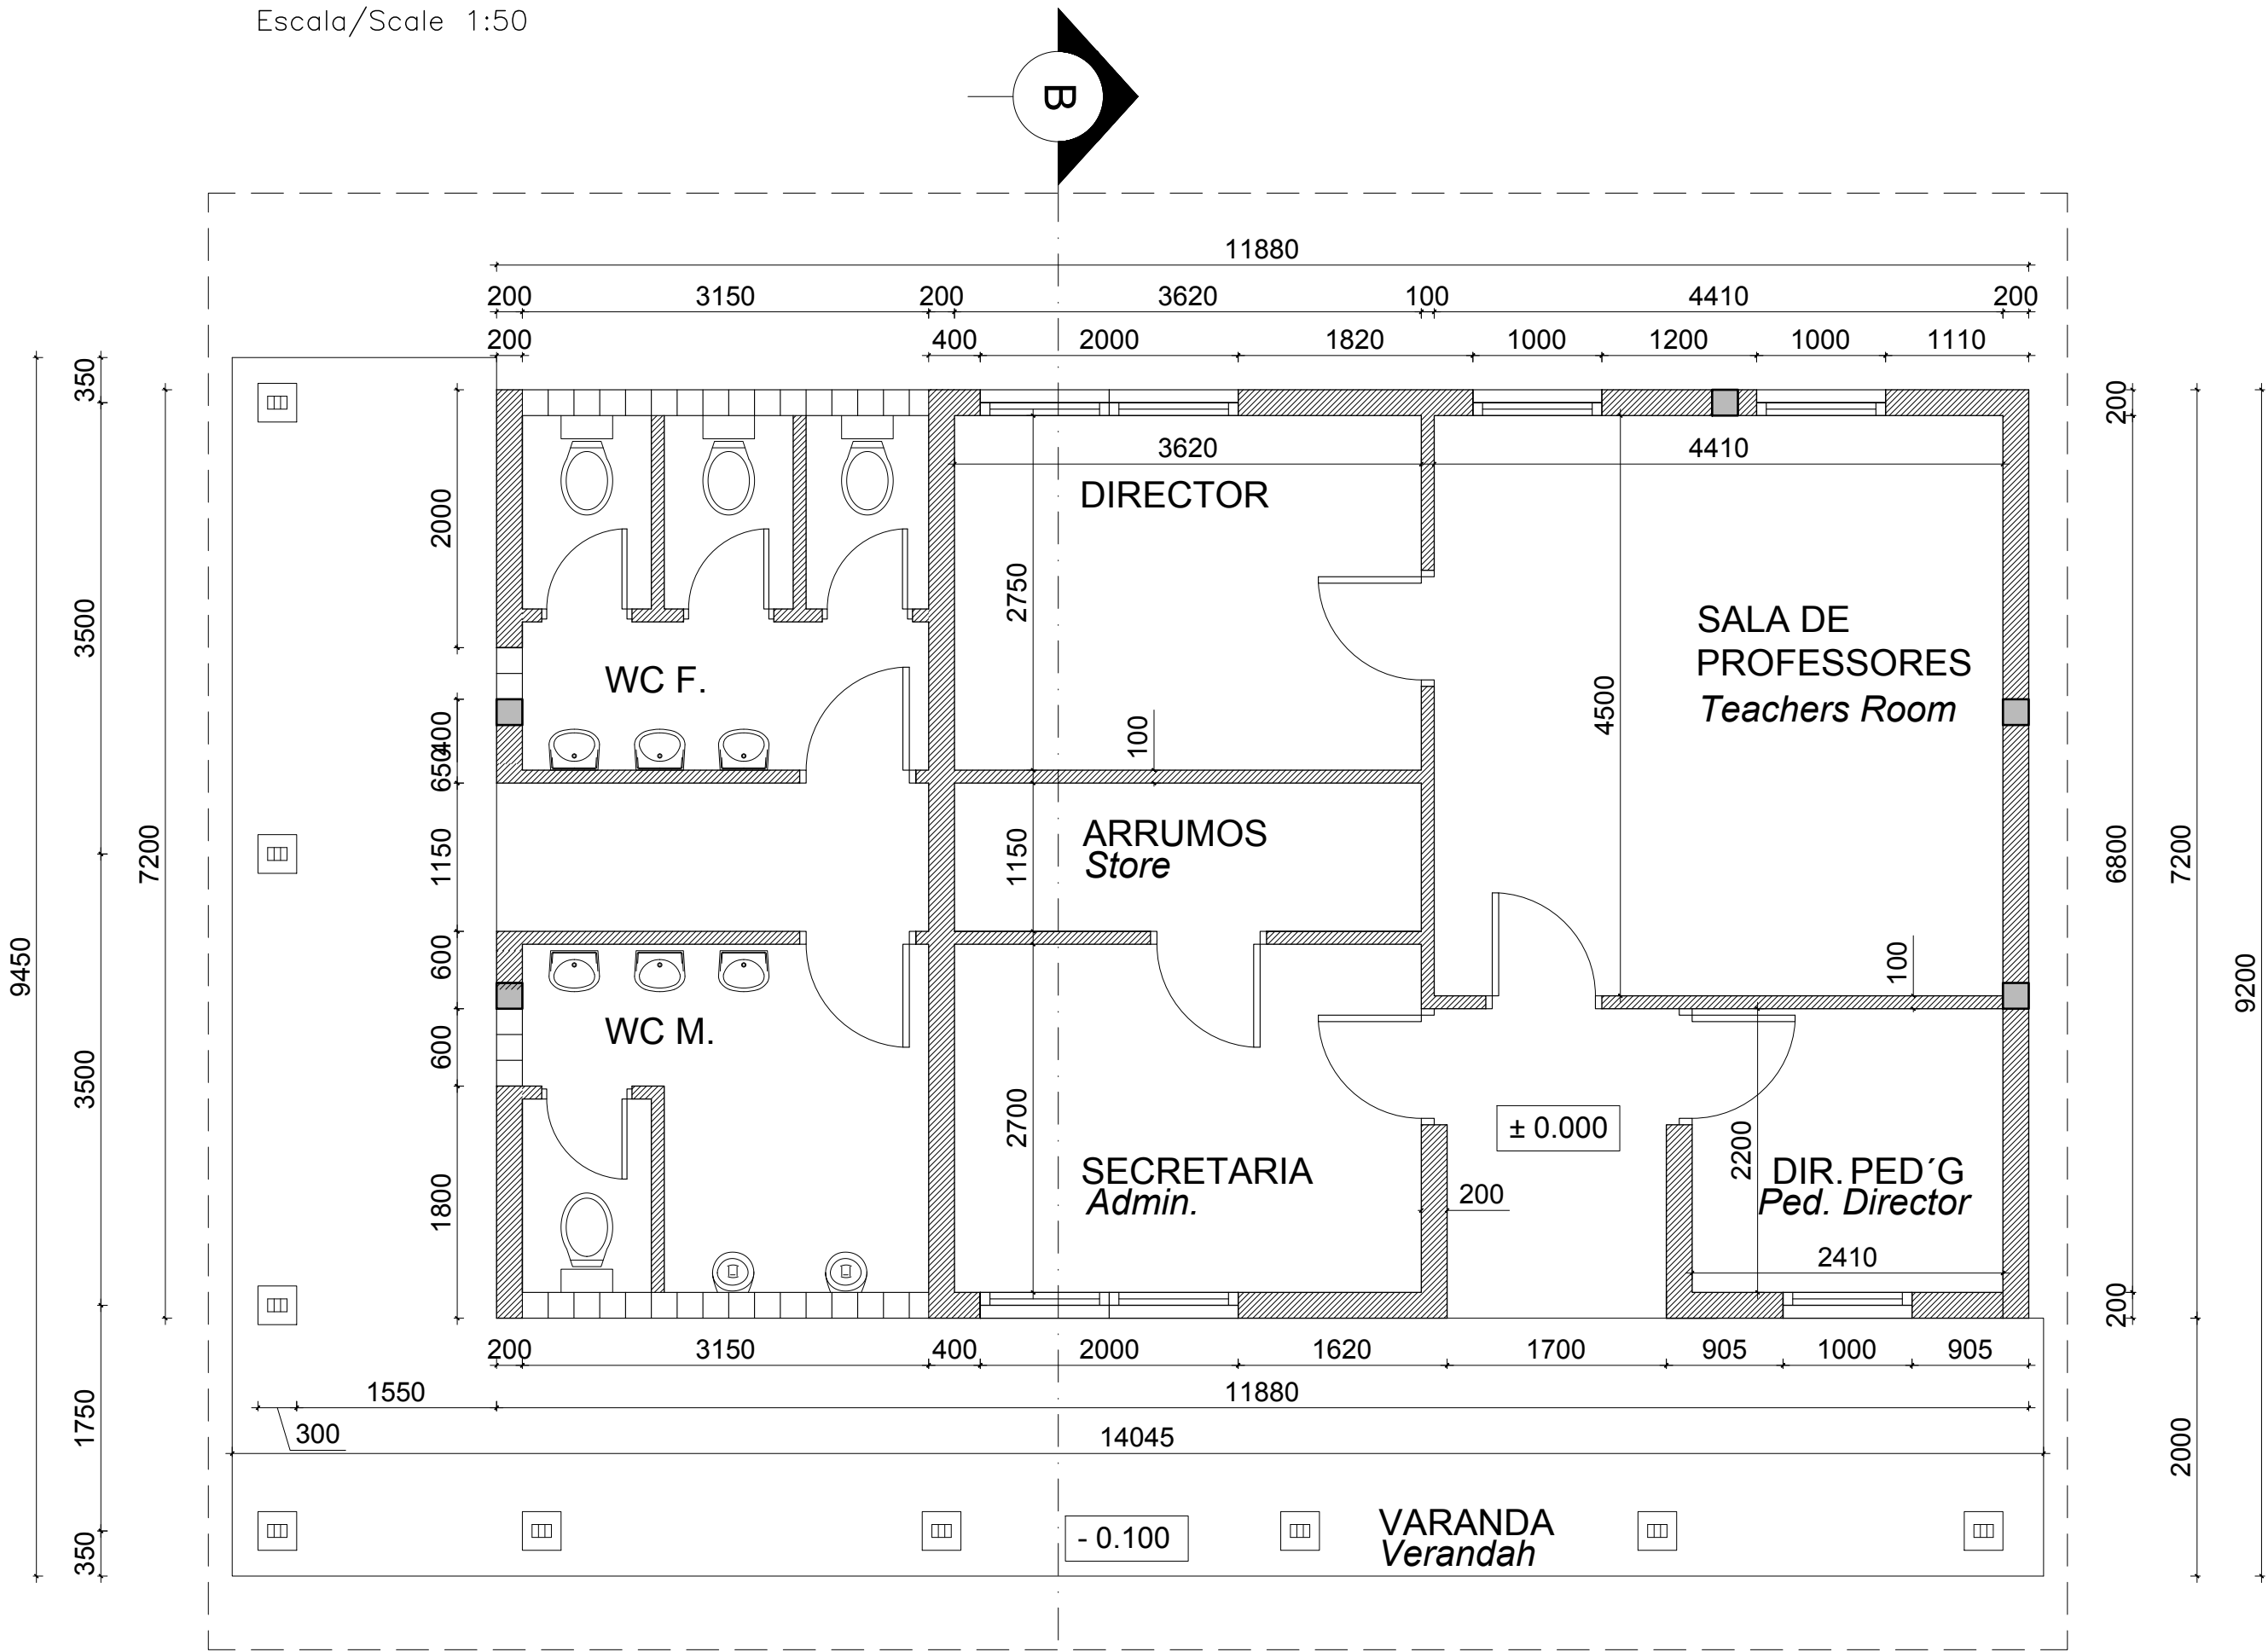 Escala/Scale 1:50
B
11880
200 3150 200 3620 100 4410 200
200 400 2000 1820 1000 1200 1000 1110
350
3500
3500
1750
350
9450
7200
2000
400
650
1150
600
600
1800
3620
4410
DIRECTOR
2750
100
WC F.
SALA DE
PROFESSORES
Teachers Room
4500
ARRUMOS
Store
1150
100
WC M.
2700
SECRETARIA
Admin.
200
± 0.000
2200
DIR. PED´G
Ped. Director
2410
200
6800
200
7200
2000
9200
200 3150 400 2000 1620 1700 905 1000 905
1550 11880
300
14045
- 0.100
VARANDA
Verandah